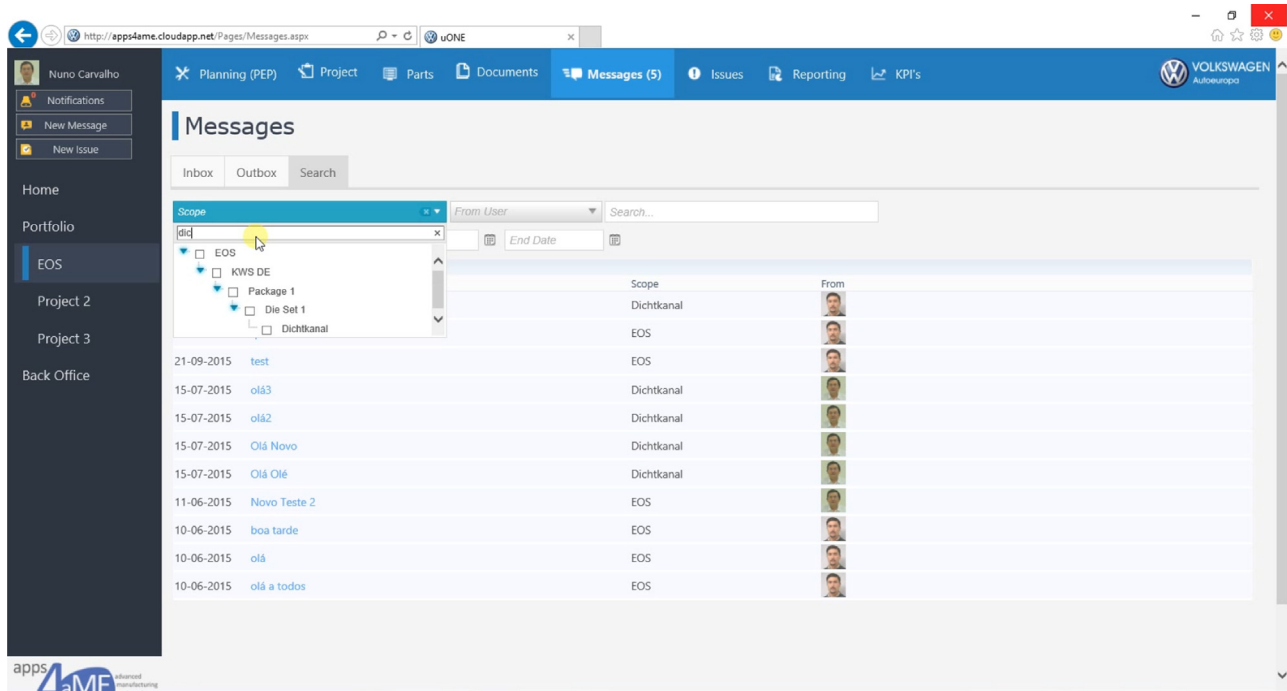 http://apps4ame.cloudapp.net/Pages/Messages.aspx
uONE
Nuno Carvalho
Notifications
0
New Message
New Issue
Home
Portfolio
EOS
Project 2
Project 3
Back Office
Planning (PEP) Project Parts Documents Messages (5) Issues Reporting KPI's
VOLKSWAGEN
Autoeuropa
Messages
Inbox Outbox Search
Scope From User Search...
dic End Date
EOS
KWS DE
Package 1
Die Set 1
Dichtkanal
Scope From
Dichtkanal
EOS
21-09-2015 test EOS
15-07-2015 olá3 Dichtkanal
15-07-2015 olá2 Dichtkanal
15-07-2015 Olá Novo Dichtkanal
15-07-2015 Olá Olé Dichtkanal
11-06-2015 Novo Teste 2 EOS
10-06-2015 boa tarde EOS
10-06-2015 olá EOS
10-06-2015 olá a todos EOS
apps
4aME advanced
manufacturing